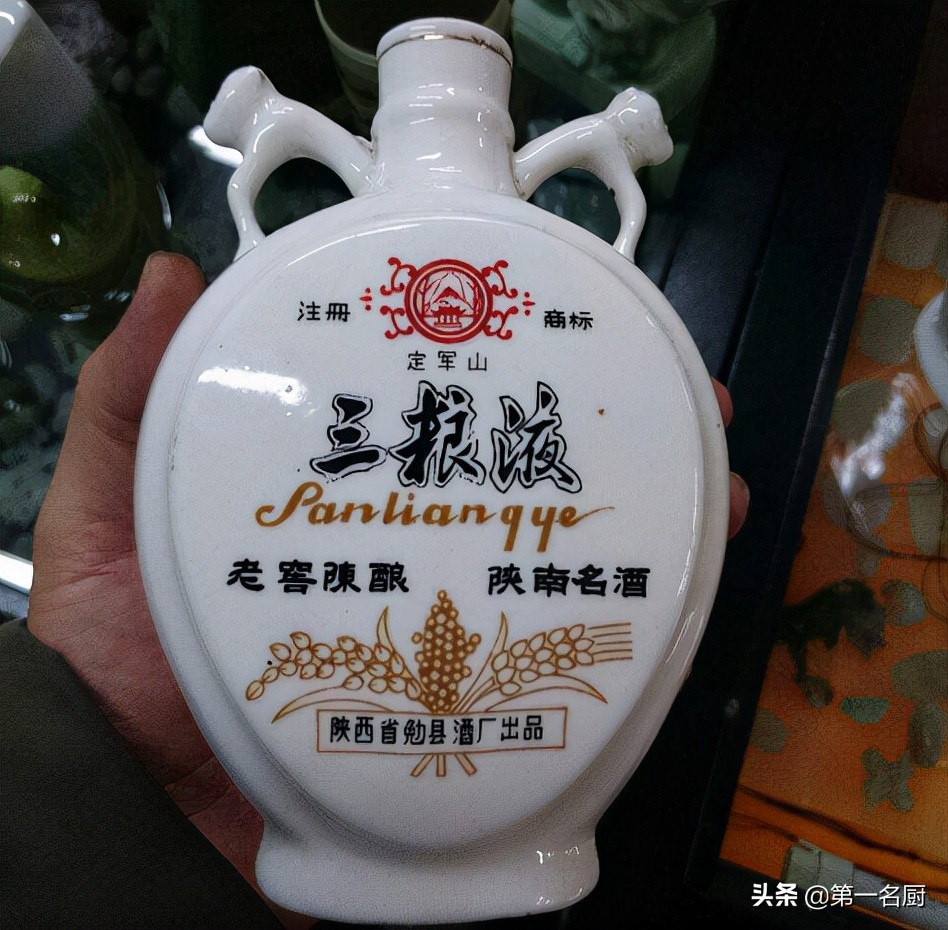 注册 商标
定军山
三粮液
Sanliangye
老窖陳酿 陕南名酒
陕西省勉县酒厂出品
头条 @第一名厨